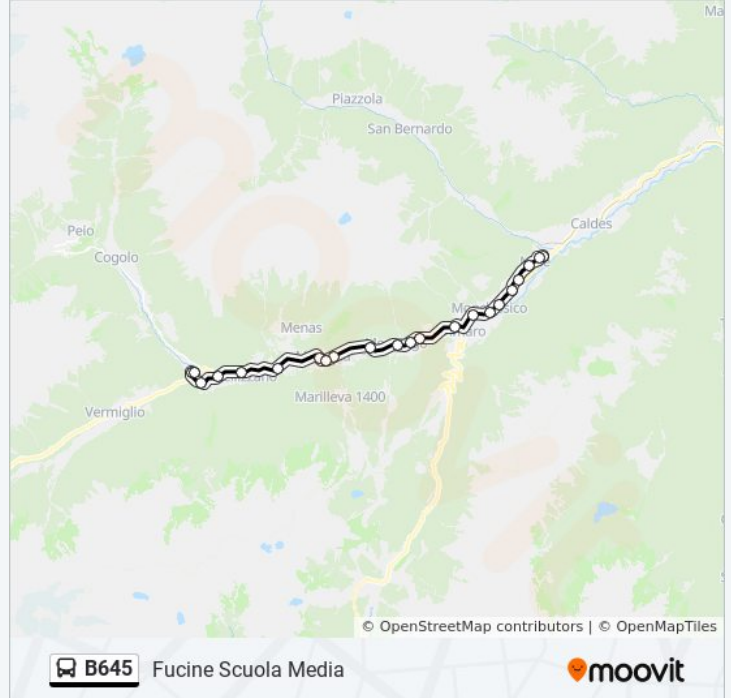 Ma
Piazzola
San Bernardo
Caldes
Peio
Cogolo
Menas
Marilleva 1400
Vermiglio
© OpenStreetMap contributors | © OpenMapTiles
B645 Fucine Scuola Media
moovit